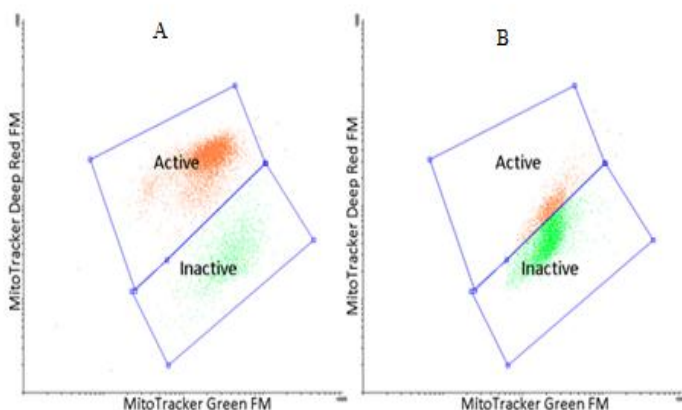 A
B
MitoTracker Deep Red FM
Active
Inactive
MitoTracker Green FM
MitoTracker Deep Red FM
Active
Inactive
MitoTracker Green FM